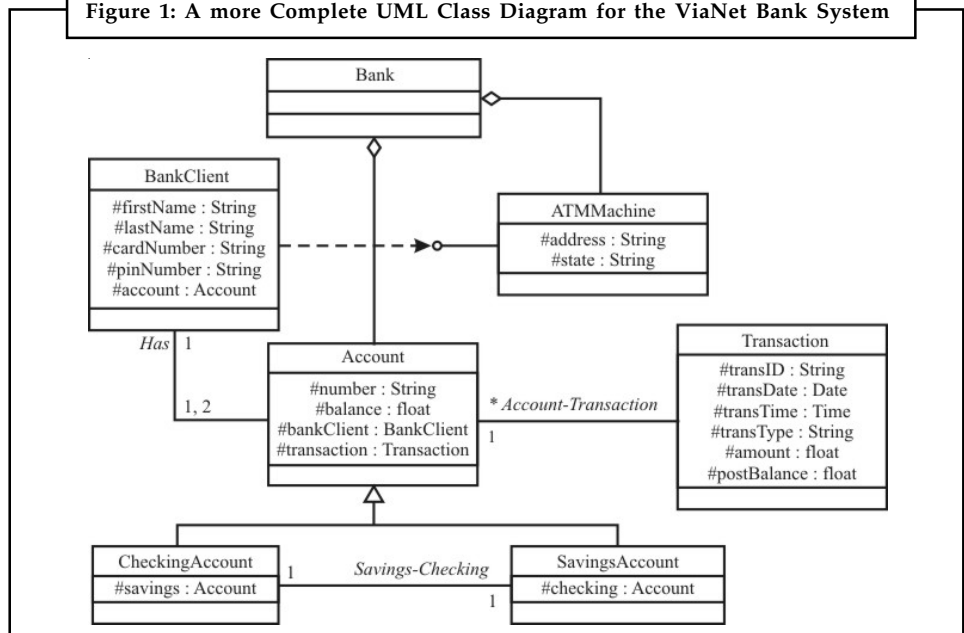 Figure 1: A more Complete UML Class Diagram for the ViaNet Bank System
Bank
BankClient
#firstName : String
#lastName : String
#cardNumber : String
#pinNumber : String
#account : Account
ATMMachine
#address : String
#state : String
Has 1
1, 2
Account
#number : String
#balance : float
#bankClient : BankClient
#transaction : Transaction
* Account-Transaction
1
Transaction
#transID : String
#transDate : Date
#transTime : Time
#transType : String
#amount : float
#postBalance : float
CheckingAccount
#savings : Account
1 Savings-Checking
1
SavingsAccount
#checking : Account